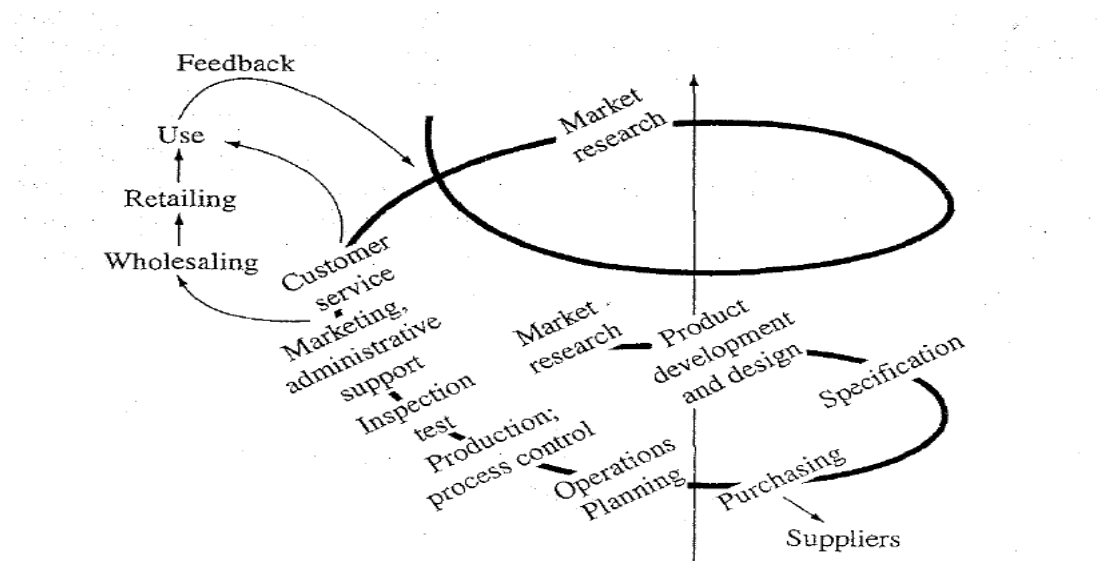 Feedback
Use
Retailing
Wholesaling
Market
research
Customer
service
Marketing,
administrative
support
Inspection
test
Production;
process control
Operations
Planning
Purchasing
Suppliers
Specification
Product
development
and design
Market
research